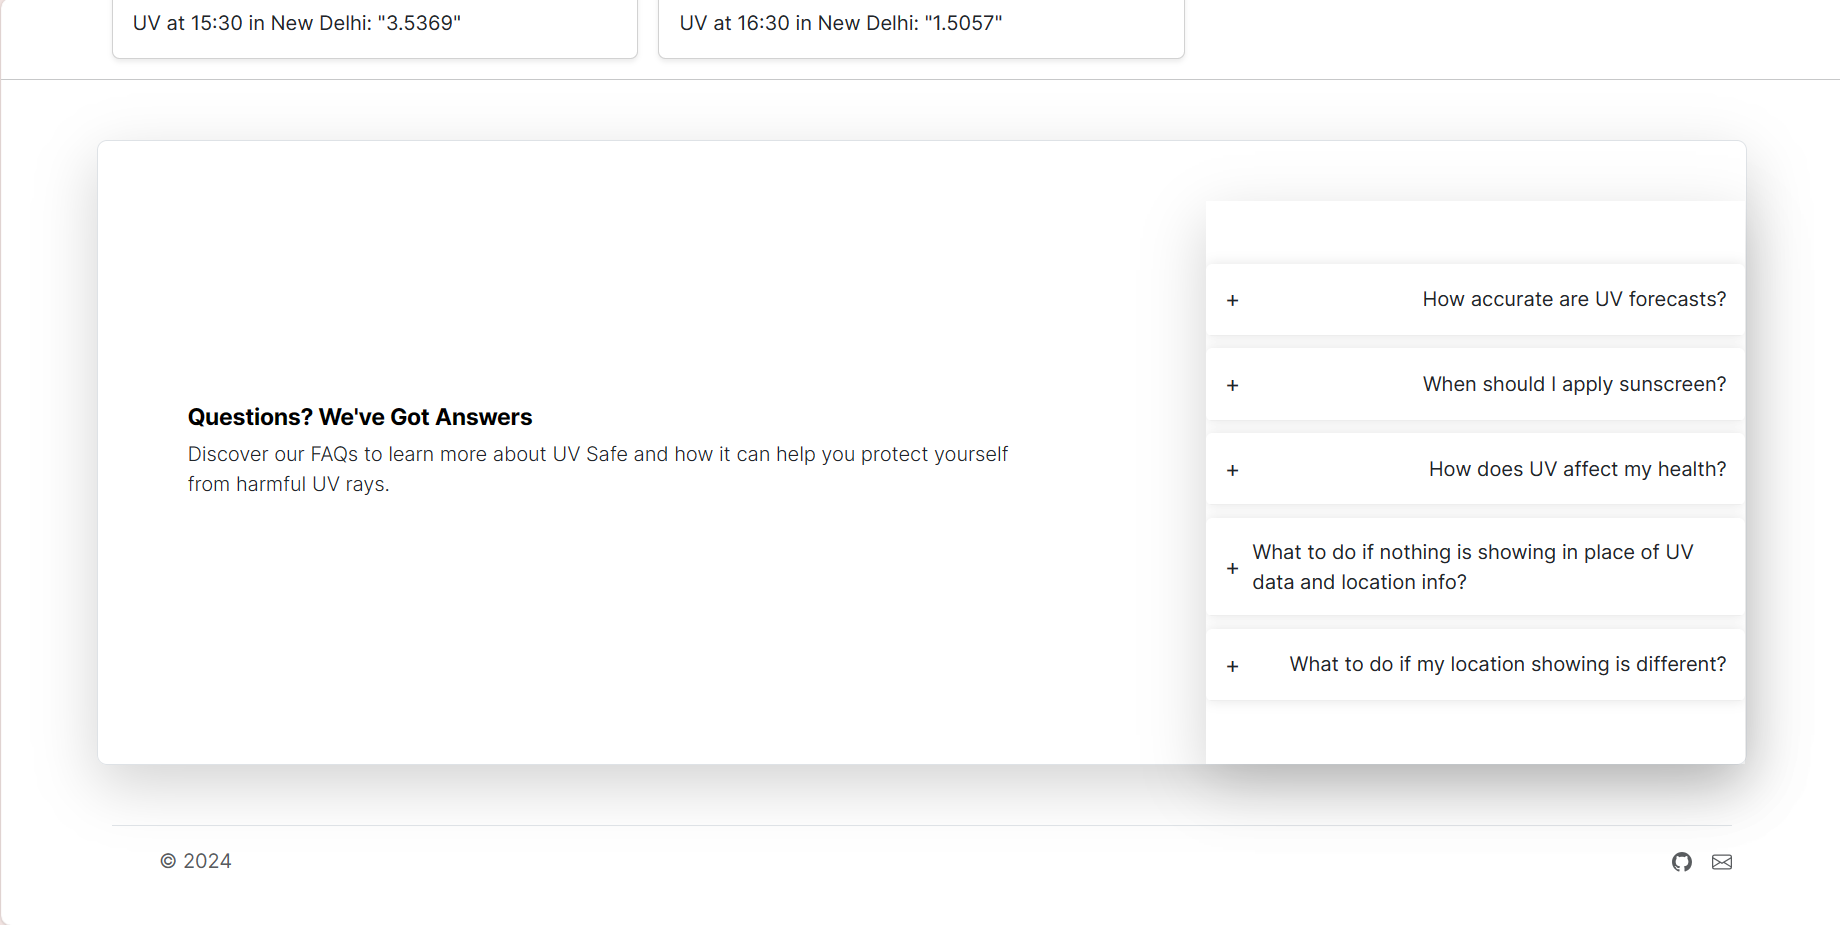 UV at 15:30 in New Delhi: "3.5369"
UV at 16:30 in New Delhi: "1.5057"
Questions? We've Got Answers
Discover our FAQs to learn more about UV Safe and how it can help you protect yourself
from harmful UV rays.
+ How accurate are UV forecasts?
+ When should I apply sunscreen?
+ How does UV affect my health?
+ What to do if nothing is showing in place of UV
data and location info?
+ What to do if my location showing is different?
© 2024